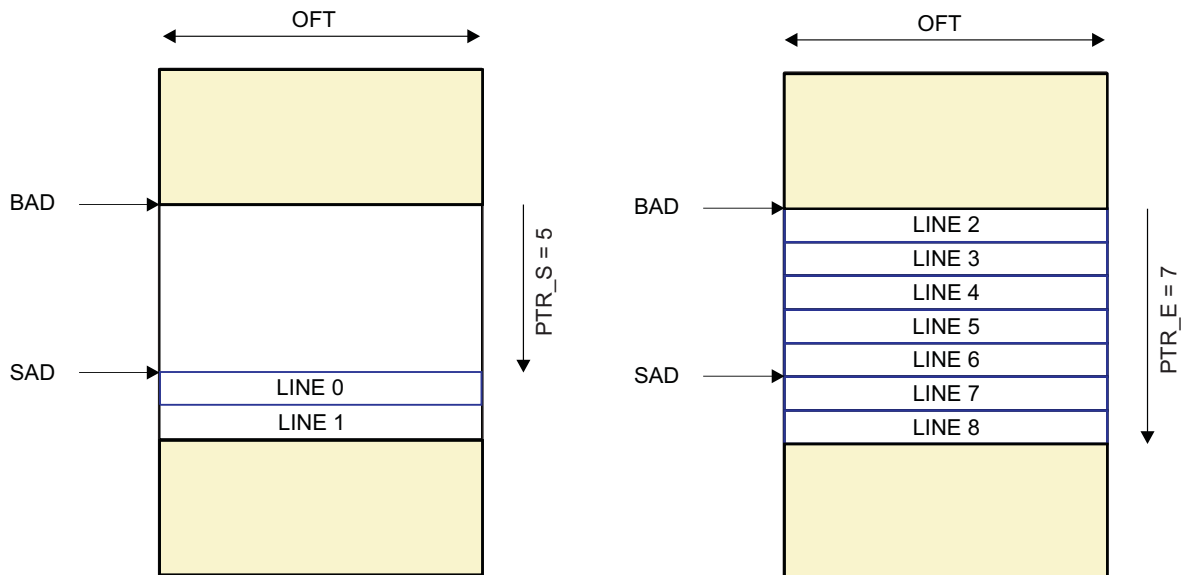 OFT
BAD
PTR_S = 5
SAD
LINE 0
LINE 1
OFT
BAD
LINE 2
LINE 3
LINE 4
LINE 5
LINE 6
SAD
LINE 7
LINE 8
PTR_E = 7